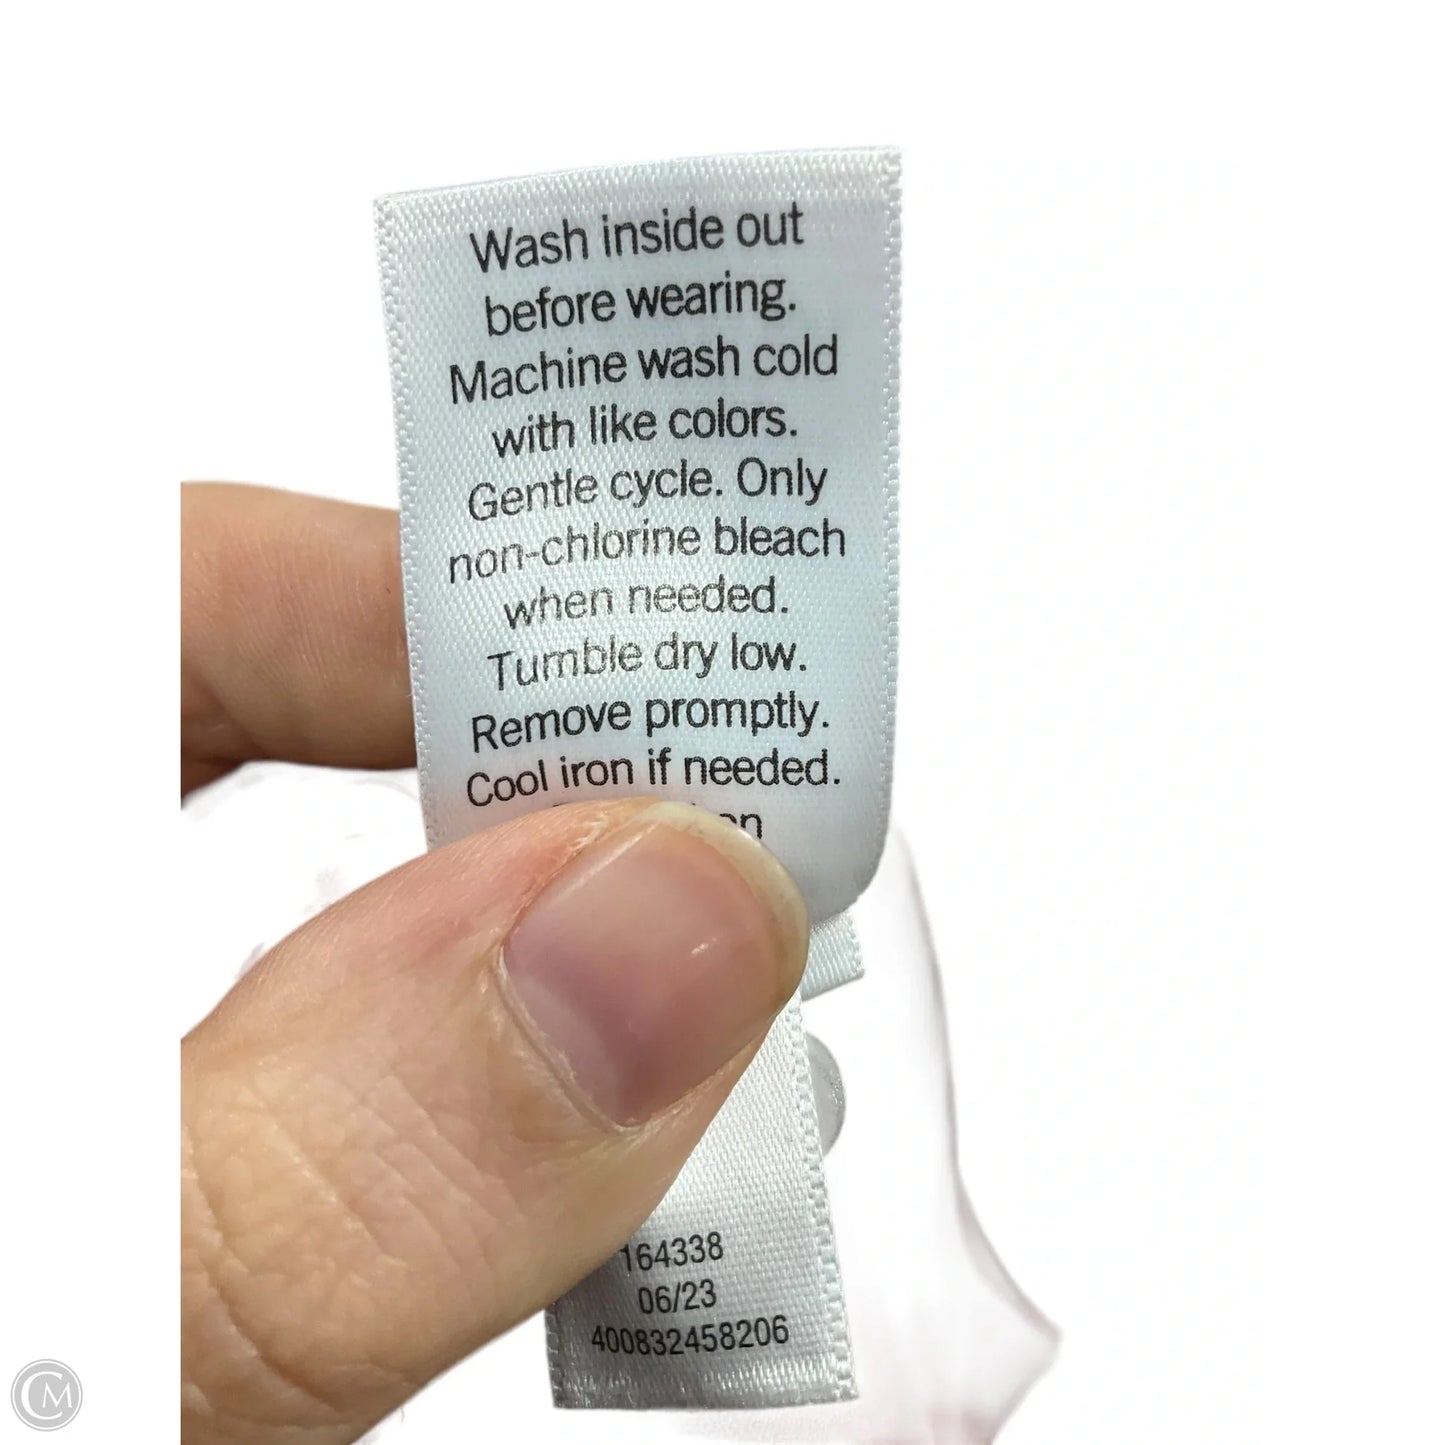 Wash inside out
before wearing.
Machine wash cold
with like colors.
Gentle cycle. Only
non-chlorine bleach
when needed.
Tumble dry low.
Remove promptly.
Cool iron if needed.
164338
06/23
400832458206
CM